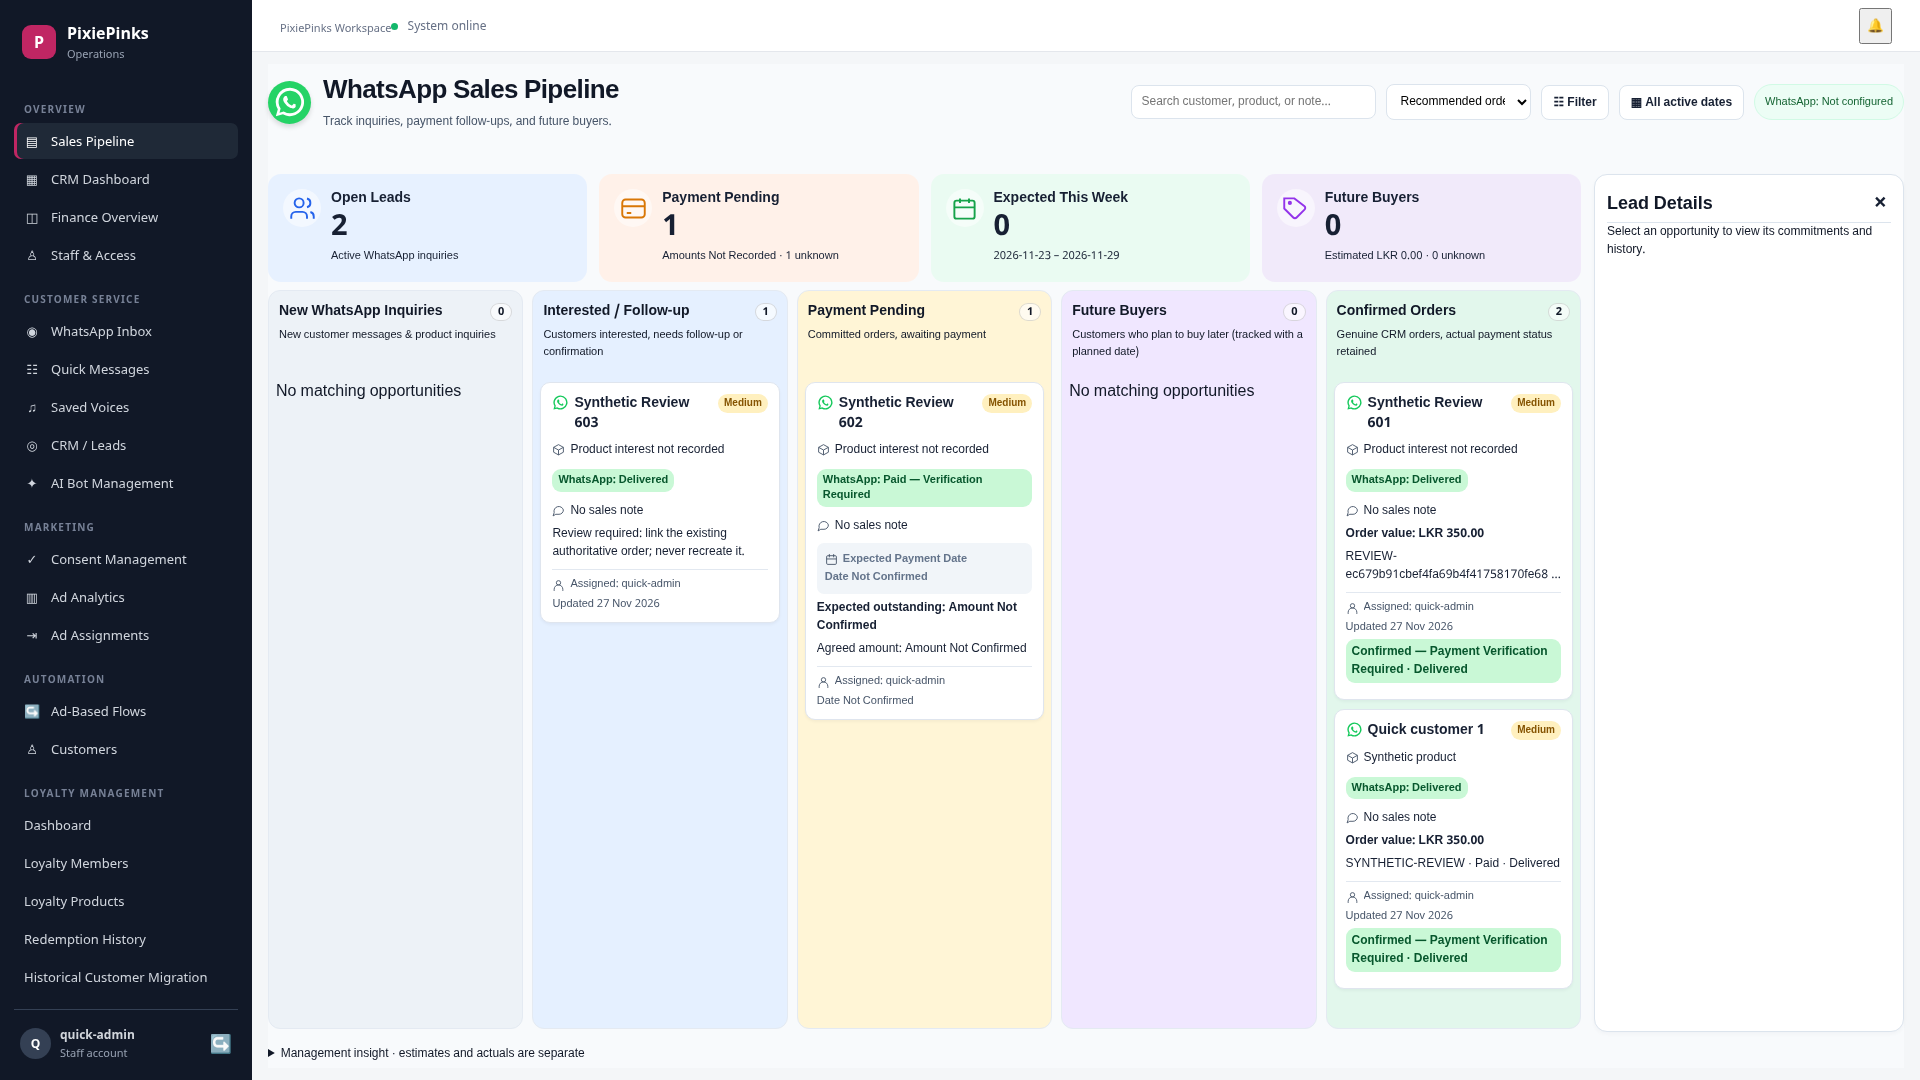 P
PixiePinks
Operations
OVERVIEW
Sales Pipeline
CRM Dashboard
Finance Overview
Staff & Access
CUSTOMER SERVICE
WhatsApp Inbox
Quick Messages
Saved Voices
CRM / Leads
AI Bot Management
MARKETING
Consent Management
Ad Analytics
Ad Assignments
AUTOMATION
Ad-Based Flows
Customers
LOYALTY MANAGEMENT
Dashboard
Loyalty Members
Loyalty Products
Redemption History
Historical Customer Migration
Q
quick-admin
Staff account
PixiePinks Workspace
System online
WhatsApp Sales Pipeline
Track inquiries, payment follow-ups, and future buyers.
Search customer, product, or note...
Recommended orde
Filter
All active dates
WhatsApp: Not configured
Open Leads
2
Active WhatsApp inquiries
Payment Pending
1
Amounts Not Recorded · 1 unknown
Expected This Week
0
2026-11-23 – 2026-11-29
Future Buyers
0
Estimated LKR 0.00 · 0 unknown
New WhatsApp Inquiries
0
New customer messages & product inquiries
No matching opportunities
Interested / Follow-up
1
Customers interested, needs follow-up or
confirmation
Synthetic Review
603
Medium
Product interest not recorded
WhatsApp: Delivered
No sales note
Review required: link the existing
authoritative order; never recreate it.
Assigned: quick-admin
Updated 27 Nov 2026
Payment Pending
1
Committed orders, awaiting payment
Synthetic Review
602
Medium
Product interest not recorded
WhatsApp: Paid — Verification
Required
No sales note
Expected Payment Date
Date Not Confirmed
Expected outstanding: Amount Not
Confirmed
Agreed amount: Amount Not Confirmed
Assigned: quick-admin
Date Not Confirmed
Future Buyers
0
Customers who plan to buy later (tracked with a
planned date)
No matching opportunities
Confirmed Orders
2
Genuine CRM orders, actual payment status
retained
Synthetic Review
601
Medium
Product interest not recorded
WhatsApp: Delivered
No sales note
Order value: LKR 350.00
REVIEW-
ec679b91cbef4fa69b4f41758170fe68 ...
Assigned: quick-admin
Updated 27 Nov 2026
Confirmed — Payment Verification
Required · Delivered
Quick customer 1
Medium
Synthetic product
WhatsApp: Delivered
No sales note
Order value: LKR 350.00
SYNTHETIC-REVIEW · Paid · Delivered
Assigned: quick-admin
Updated 27 Nov 2026
Confirmed — Payment Verification
Required · Delivered
Lead Details
×
Select an opportunity to view its commitments and
history.
Management insight · estimates and actuals are separate